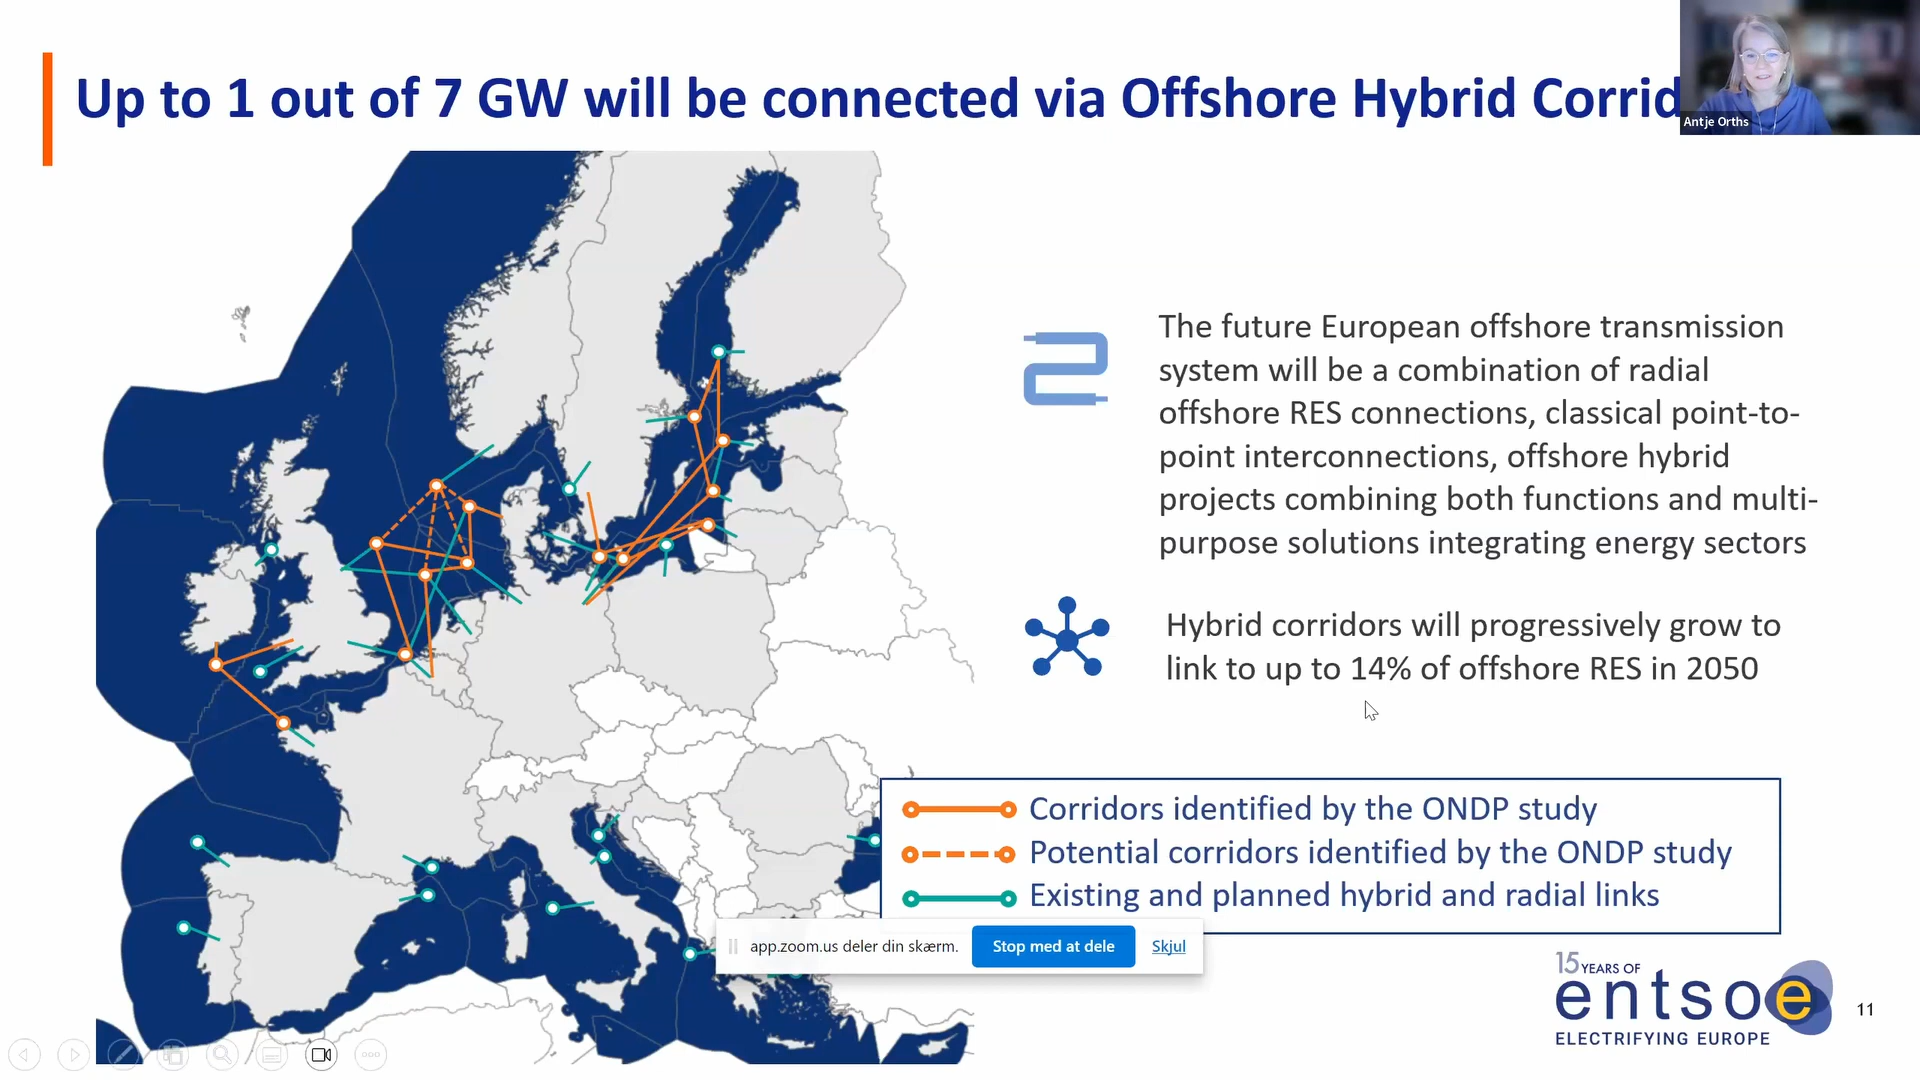 Up to 1 out of 7 GW will be connected via Offshore Hybrid Corrid
Antje Orths
The future European offshore transmission
system will be a combination of radial
offshore RES connections, classical point-to-
point interconnections, offshore hybrid
projects combining both functions and multi-
purpose solutions integrating energy sectors
Hybrid corridors will progressively grow to
link to up to 14% of offshore RES in 2050
Corridors identified by the ONDP study
Potential corridors identified by the ONDP study
Existing and planned hybrid and radial links
app.zoom.us deler din skærm.
Stop med at dele
Skjul
15 YEARS OF
entsoe
ELECTRIFYING EUROPE
11